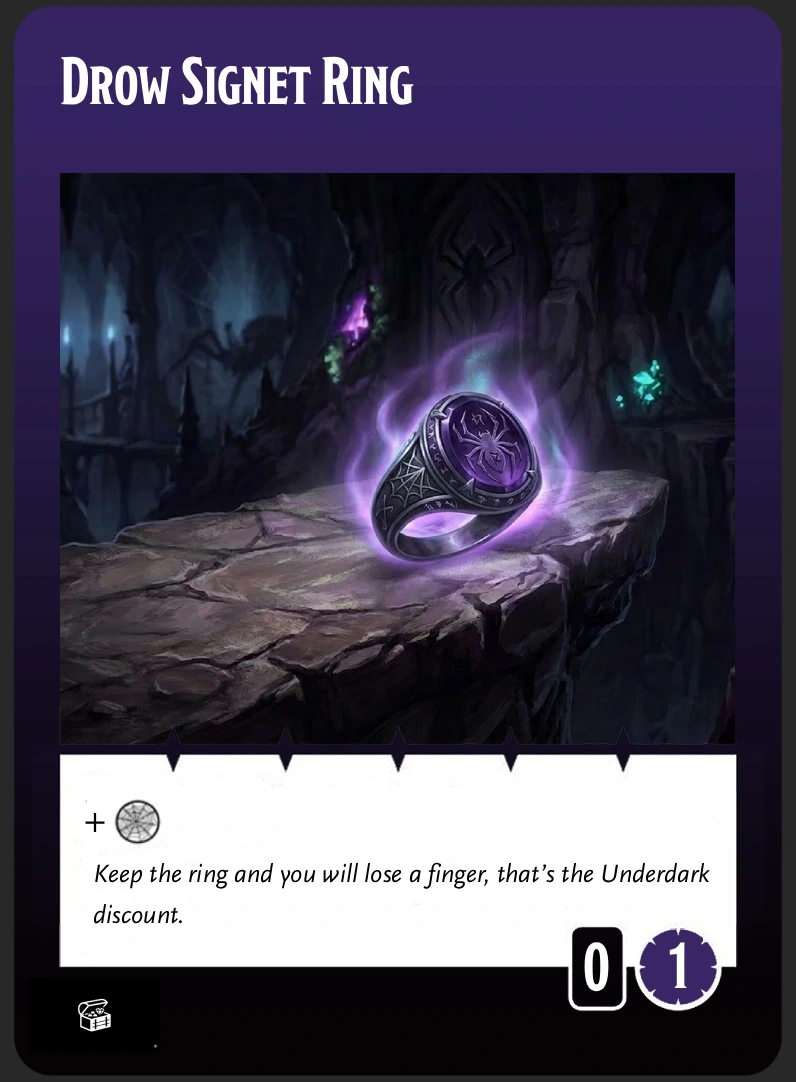 Drow Signet Ring
+
Keep the ring and you will lose a finger, that's the Underdark
discount.
0 1